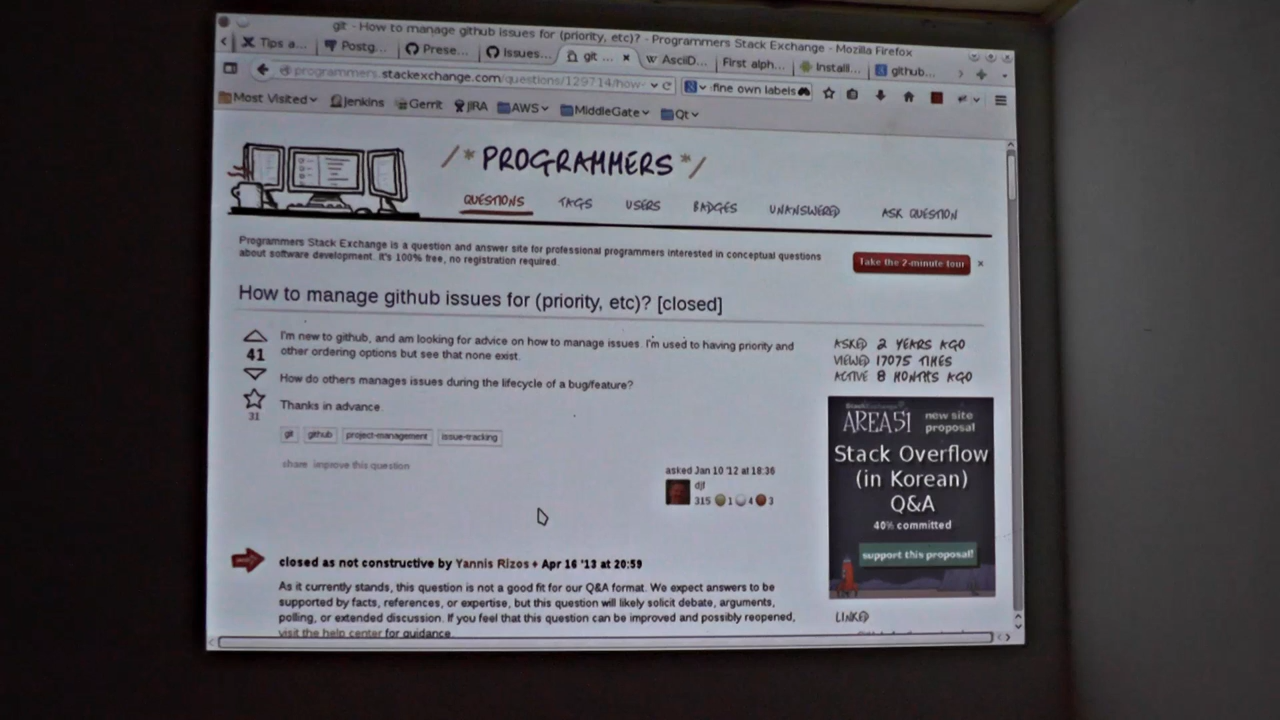 git - How to manage github issues for (priority, etc)? - Programmers Stack Exchange - Mozilla Firefox
Tips a... Postg... Prese... Issues... git ... × W AsciiD... First alph... Installi... github...
programmers.stackexchange.com/questions/129714/how- fine own labels
Most Visited Jenkins Gerrit JIRA AWS MiddleGate Qt
/* PROGRAMMERS */
QUESTIONS TAGS USERS BADGES UNANSWERED ASK QUESTION
Programmers Stack Exchange is a question and answer site for professional programmers interested in conceptual questions
about software development. It's 100% free, no registration required.
Take the 2-minute tour ×
How to manage github issues for (priority, etc)? [closed]
I'm new to github, and am looking for advice on how to manage issues. I'm used to having priority and
other ordering options but see that none exist.
How do others manages issues during the lifecycle of a bug/feature?
Thanks in advance
41
31
git github project-management issue-tracking
share improve this question
asked Jan 10 '12 at 18:36
djf
315 1 4 3
closed as not constructive by Yannis Rizos ♦ Apr 16 '13 at 20:59
As it currently stands, this question is not a good fit for our Q&A format. We expect answers to be
supported by facts, references, or expertise, but this question will likely solicit debate, arguments,
polling, or extended discussion. If you feel that this question can be improved and possibly reopened,
visit the help center for guidance.
ASKED 2 YEARS AGO
VIEWED 17075 TIMES
ACTIVE 8 MONTHS AGO
StackExchange
AREA51 new site
proposal
Stack Overflow
(in Korean)
Q&A
40% committed
support this proposal!
LINKED